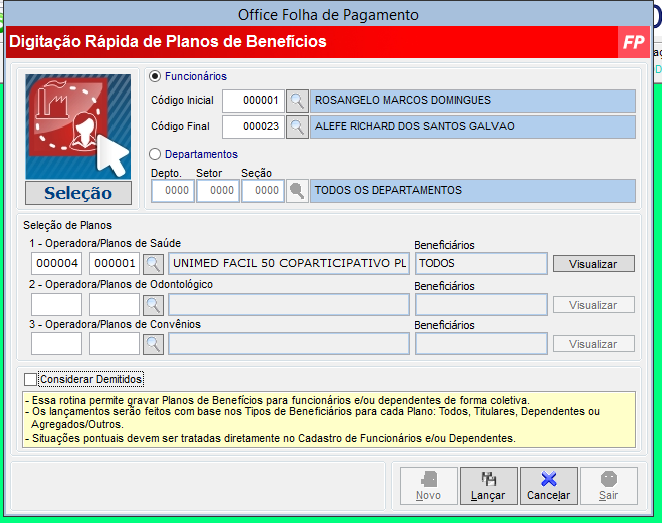 Office Folha de Pagamento
Digitação Rápida de Planos de Benefícios
FP
Funcionários
Código Inicial 000001 ROSANGELO MARCOS DOMINGUES
Código Final 000023 ALEFE RICHARD DOS SANTOS GALVAO
Departamentos
Depto. Setor Seção
0000 0000 0000 TODOS OS DEPARTAMENTOS
Seleção
Seleção de Planos
1 - Operadora/Planos de Saúde Beneficiários
000004 000001 UNIMED FACIL 50 COPARTICIPATIVO PL TODOS Visualizar
2 - Operadora/Planos de Odontológico Beneficiários
Visualizar
3 - Operadora/Planos de Convênios Beneficiários
Visualizar
Considerar Demitidos
- Essa rotina permite gravar Planos de Benefícios para funcionários e/ou dependentes de forma coletiva.
- Os lançamentos serão feitos com base nos Tipos de Beneficiários para cada Plano: Todos, Titulares, Dependentes ou
Agregados/Outros.
- Situações pontuais devem ser tratadas diretamente no Cadastro de Funcionários e/ou Dependentes.
Novo Lançar Cancelar Sair